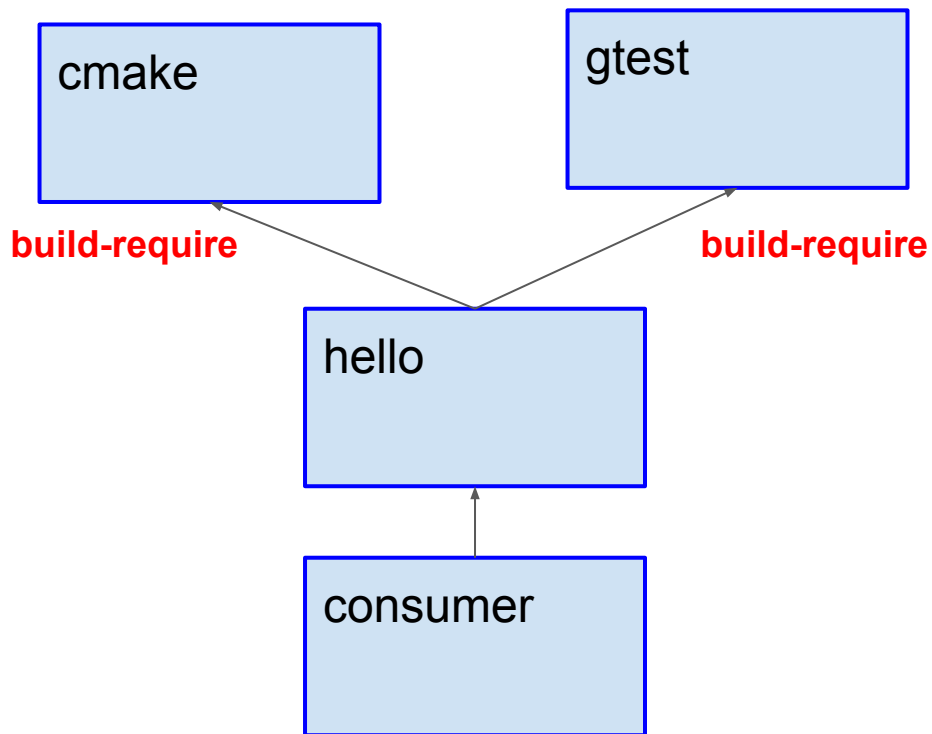 cmake
gtest
build-require
build-require
hello
consumer